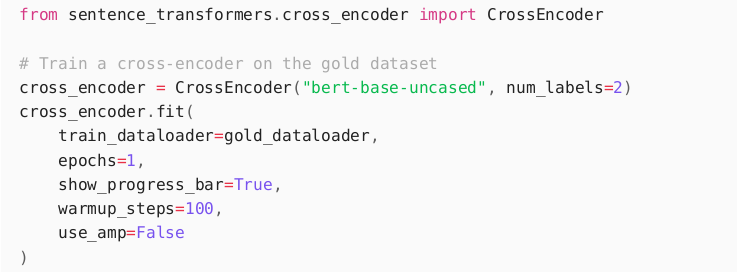 from sentence_transformers.cross_encoder import CrossEncoder

# Train a cross-encoder on the gold dataset
cross_encoder = CrossEncoder("bert-base-uncased", num_labels=2)
cross_encoder.fit(
    train_dataloader=gold_dataloader,
    epochs=1,
    show_progress_bar=True,
    warmup_steps=100,
    use_amp=False
)